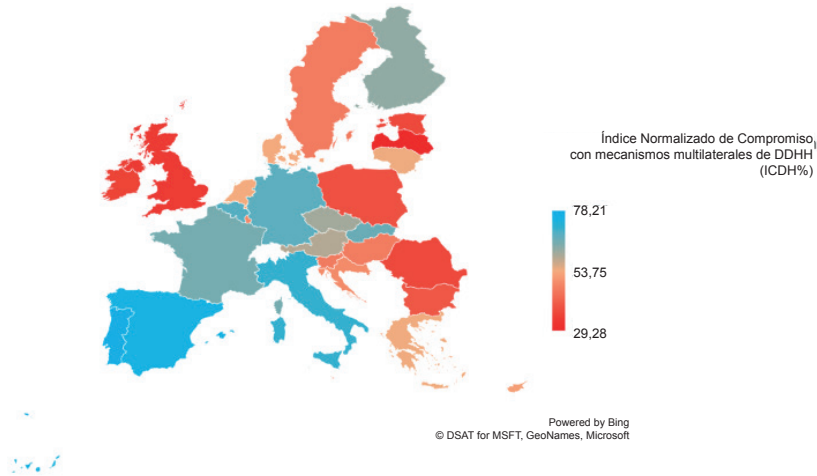 Índice Normalizado de Compromiso
con mecanismos multilaterales de DDHH
(ICDH%)
78,21
53,75
29,28
Powered by Bing
© DSAT for MSFT, GeoNames, Microsoft